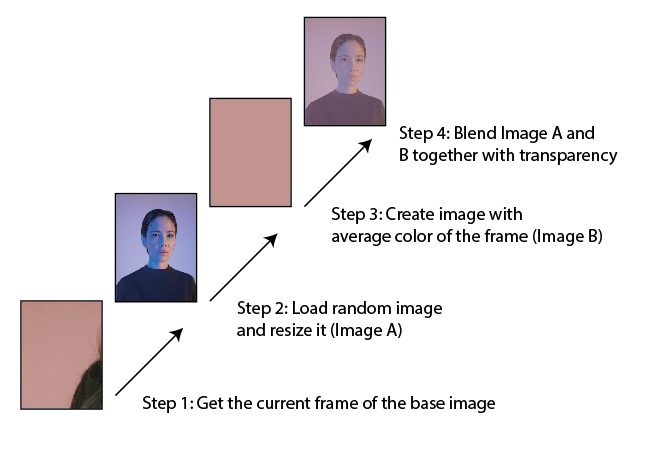 Step 4: Blend Image A and
B together with transparency
Step 3: Create image with
average color of the frame (Image B)
Step 2: Load random image
and resize it (Image A)
Step 1: Get the current frame of the base image